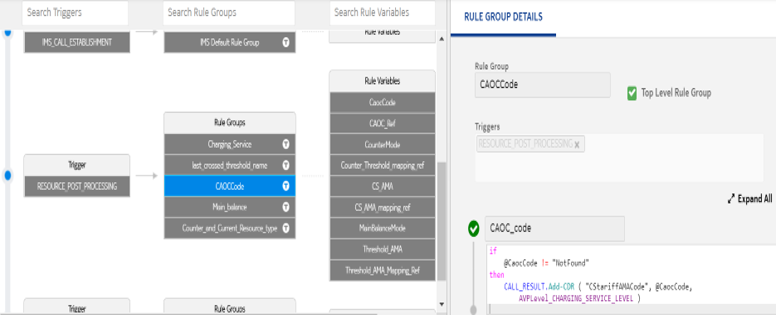 Search Triggers
Search Rule Groups
Search Rule Variables
IMS_CALL_ESTABLISHMENT
IMS Default Rule Group
Rule Variables
Rule Variables
CaocCode
CAOC_Ref
CounterMode
Counter_Threshold_mapping_ref
CS_AMA
CS_AMA_mapping_ref
MainBalanceMode
Threshold_AMA
Threshold_AMA_Mapping_Ref
Rule Groups
Charging_Service
last_crossed_threshold_name
CAOCCode
Main_balance
Counter_and_Current_Resource_type
Trigger
RESOURCE_POST_PROCESSING
Trigger
Rule Groups
RULE GROUP DETAILS
Rule Group
CAOCCode
Top Level Rule Group
Triggers
RESOURCE_POST_PROCESSING x
Expand All
CAOC_code
if
@CaocCode != "NotFound"
then
CALL_RESULT.Add-CDR ( "CStariffAMACode", @CaocCode,
AVPLevel_CHARGING_SERVICE_LEVEL )